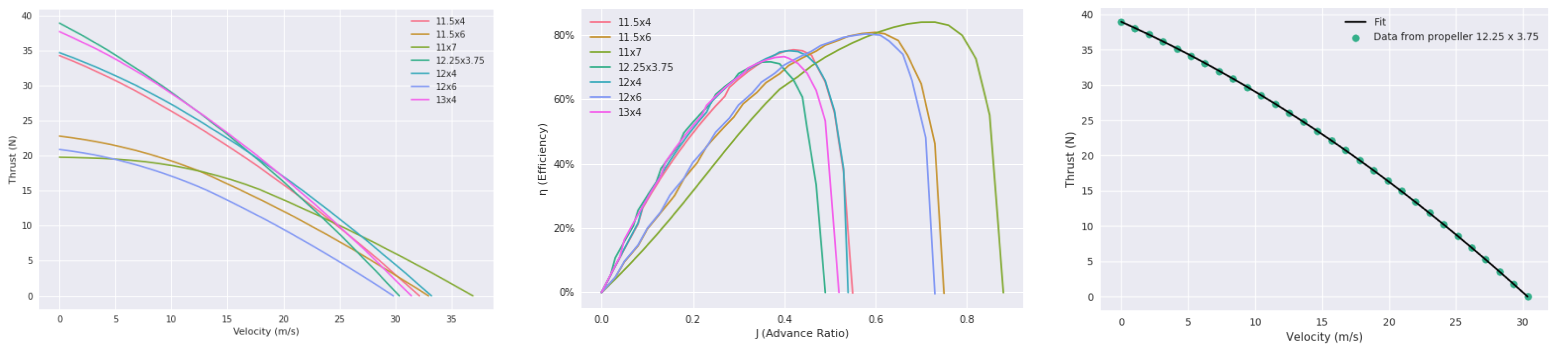 40
35
30
25
20
15
10
5
0
Thrust (N)
11.5x4
11.5x6
11x7
12.25x3.75
12x4
12x6
13x4
0 5 10 15 20 25 30 35
Velocity (m/s)
80%
60%
40%
20%
0%
η (Efficiency)
11.5x4
11.5x6
11x7
12.25x3.75
12x4
12x6
13x4
0.0 0.2 0.4 0.6 0.8
J (Advance Ratio)
40
35
30
25
20
15
10
5
0
Thrust (N)
Fit
Data from propeller 12.25 x 3.75
0 5 10 15 20 25 30
Velocity (m/s)